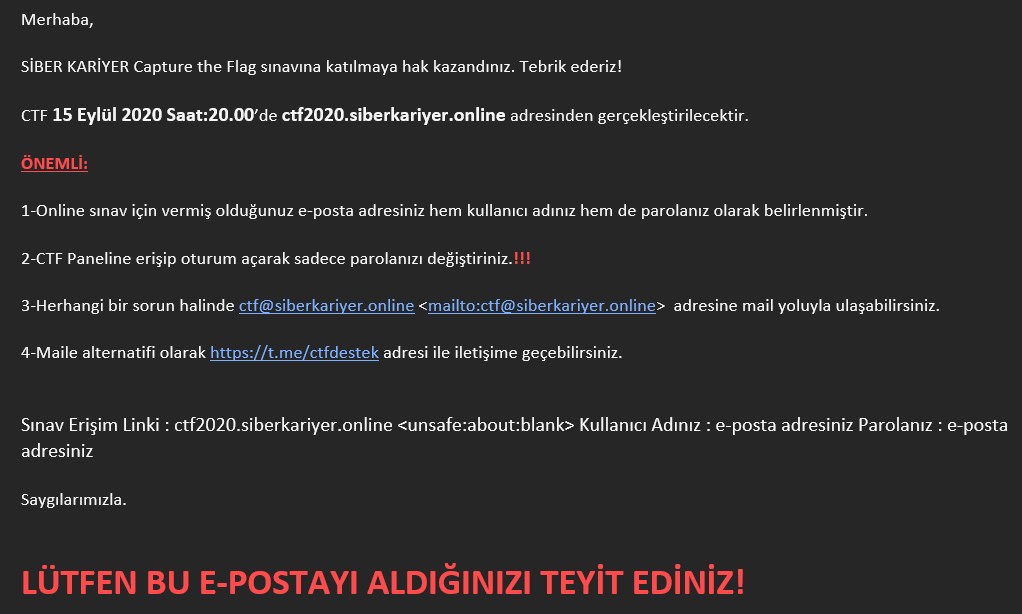 Merhaba,
SİBER KARİYER Capture the Flag sınavına katılmaya hak kazandınız. Tebrik ederiz!
CTF 15 Eylül 2020 Saat:20.00’de ctf2020.siberkariyer.online adresinden gerçekleştirilecektir.
ÖNEMLİ:
1-Online sınav için vermiş olduğunuz e-posta adresiniz hem kullanıcı adınız hem de parolanız olarak belirlenmiştir.
2-CTF Paneline erişip oturum açarak sadece parolanızı değiştiriniz.!!!
3-Herhangi bir sorun halinde ctf@siberkariyer.online <mailto:ctf@siberkariyer.online> adresine mail yoluyla ulaşabilirsiniz.
4-Maile alternatifi olarak https://t.me/ctfdestek adresi ile iletişime geçebilirsiniz.
Sınav Erişim Linki : ctf2020.siberkariyer.online <unsafe:about:blank> Kullanıcı Adınız : e-posta adresiniz Parolanız : e-posta
adresiniz
Saygılarımızla.
LÜTFEN BU E-POSTAYI ALDIĞINIZI TEYİT EDİNİZ!